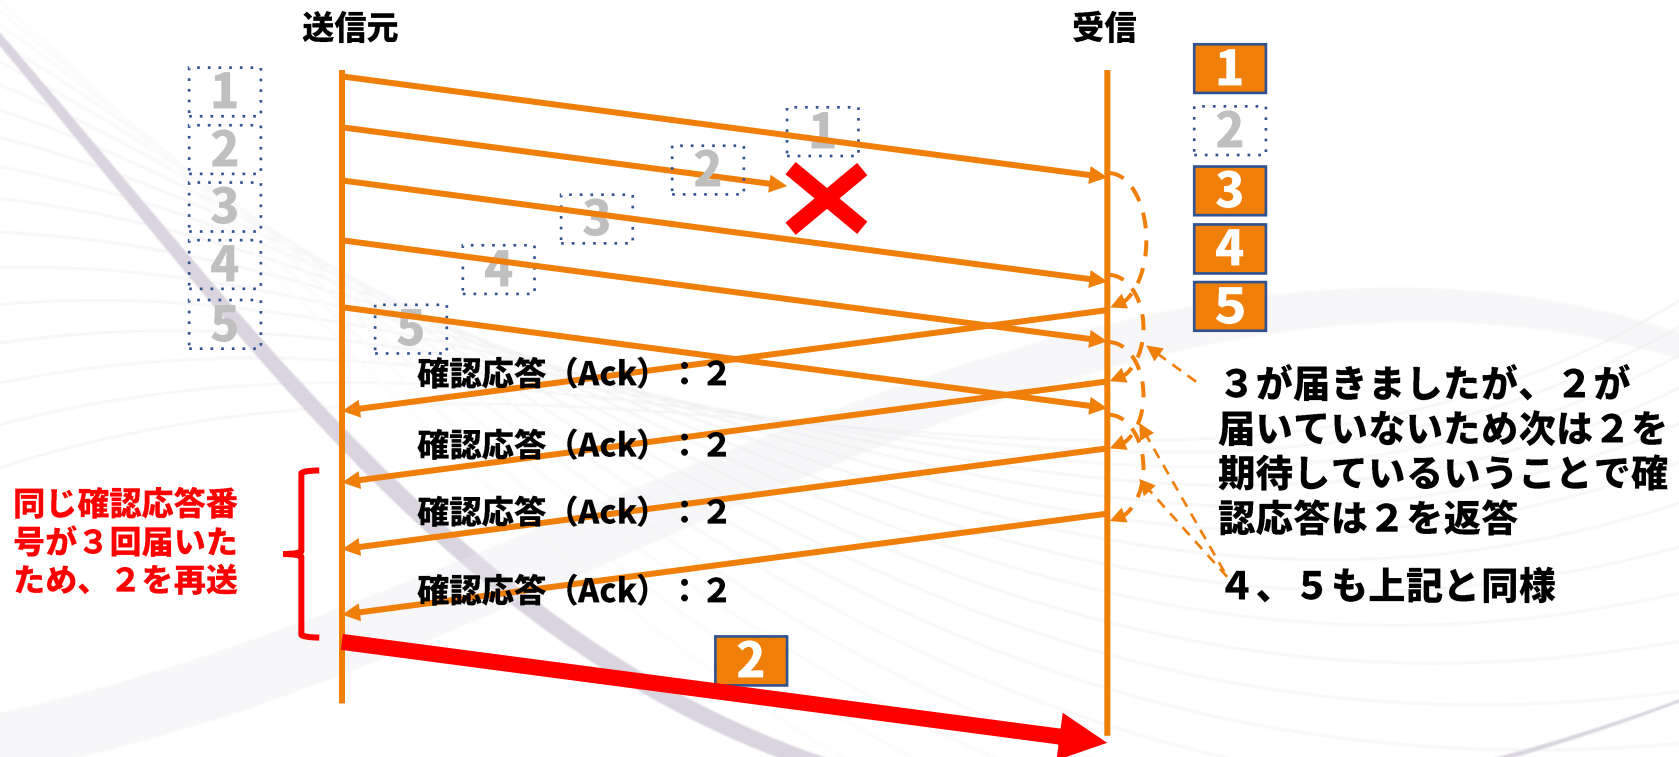 送信元
受信
1
2
3
4
5
1
2
3
4
5
1
2
3
4
5
確認応答（Ack）：２
確認応答（Ack）：２
確認応答（Ack）：２
確認応答（Ack）：２
３が届きましたが、２が
届いていないため次は２を
期待しているいうことで確
認応答は２を返答
４、５も上記と同様
同じ確認応答番
号が３回届いた
ため、２を再送
2